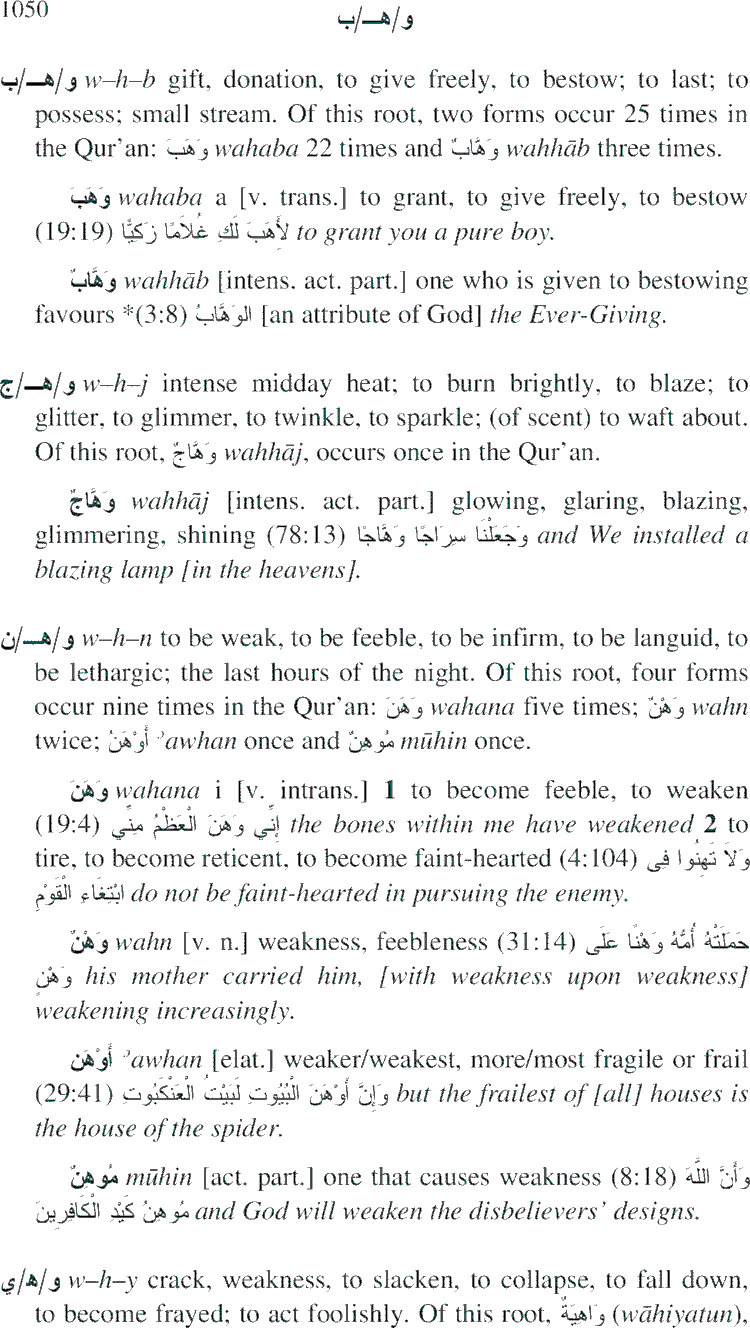 1050 و/هـ/ب
و/هـ/ب w–h–b gift, donation, to give freely, to bestow; to last; to
possess; small stream. Of this root, two forms occur 25 times in
the Qur'an: وَهَبَ wahaba 22 times and وَهَّابٌ wahhāb three times.
وَهَبَ wahaba a [v. trans.] to grant, to give freely, to bestow
(19:19) لِأَهَبَ لَكِ غُلَامًا زَكِيًّا to grant you a pure boy.
وَهَّابٌ wahhāb [intens. act. part.] one who is given to bestowing
favours *(3:8) الوَهَّابُ [an attribute of God] the Ever-Giving.
و/هـ/ج w–h–j intense midday heat; to burn brightly, to blaze; to
glitter, to glimmer, to twinkle, to sparkle; (of scent) to waft about.
Of this root, وَهَّاجٌ wahhāj, occurs once in the Qur'an.
وَهَّاجٌ wahhāj [intens. act. part.] glowing, glaring, blazing,
glimmering, shining (78:13) وَجَعَلْنَا سِرَاجًا وَهَّاجًا and We installed a
blazing lamp [in the heavens].
و/هـ/ن w–h–n to be weak, to be feeble, to be infirm, to be languid, to
be lethargic; the last hours of the night. Of this root, four forms
occur nine times in the Qur'an: وَهَنَ wahana five times; وَهْنٌ wahn
twice; أَوْهَنُ ʾawhan once and مُوهِنٌ mūhin once.
وَهَنَ wahana i [v. intrans.] 1 to become feeble, to weaken
(19:4) إِنِّي وَهَنَ الْعَظْمُ مِنِّي the bones within me have weakened 2 to
tire, to become reticent, to become faint-hearted (4:104) وَلاَ تَهِنُوا فِى
ابْتِغَاءِ الْقَوْمِ do not be faint-hearted in pursuing the enemy.
وَهْنٌ wahn [v. n.] weakness, feebleness (31:14) حَمَلَتْهُ أُمُّهُ وَهْنًا عَلَى
وَهْنٍ his mother carried him, [with weakness upon weakness]
weakening increasingly.
أَوْهَن ʾawhan [elat.] weaker/weakest, more/most fragile or frail
(29:41) وَإِنَّ أَوْهَنَ الْبُيُوتِ لَبَيْتُ الْعَنْكَبُوتِ but the frailest of [all] houses is
the house of the spider.
مُوهِنٌ mūhin [act. part.] one that causes weakness (8:18) وَأَنَّ اللَّهَ
مُوهِنُ كَيْدِ الْكَافِرِينَ and God will weaken the disbelievers' designs.
و/ه/ي w–h–y crack, weakness, to slacken, to collapse, to fall down,
to become frayed; to act foolishly. Of this root, وَاهِيَةٌ (wāhiyatun),